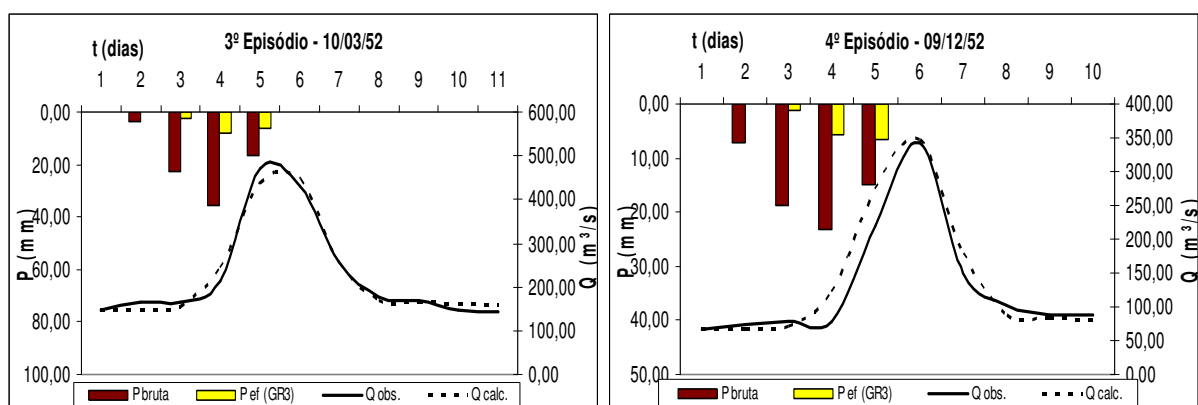 3º Episódio - 10/03/52
t (dias)
1 2 3 4 5 6 7 8 9 10 11
0,00
20,00
40,00
60,00
80,00
100,00
P (mm)
600,00
500,00
400,00
300,00
200,00
100,00
0,00
Q (m³/s)
P bruta P ef (GR3) Q obs. Q calc.
4º Episódio - 09/12/52
t (dias)
1 2 3 4 5 6 7 8 9 10
0,00
10,00
20,00
30,00
40,00
50,00
P (mm)
400,00
350,00
300,00
250,00
200,00
150,00
100,00
50,00
0,00
Q (m³/s)
P bruta P ef (GR3) Q obs. Q calc.